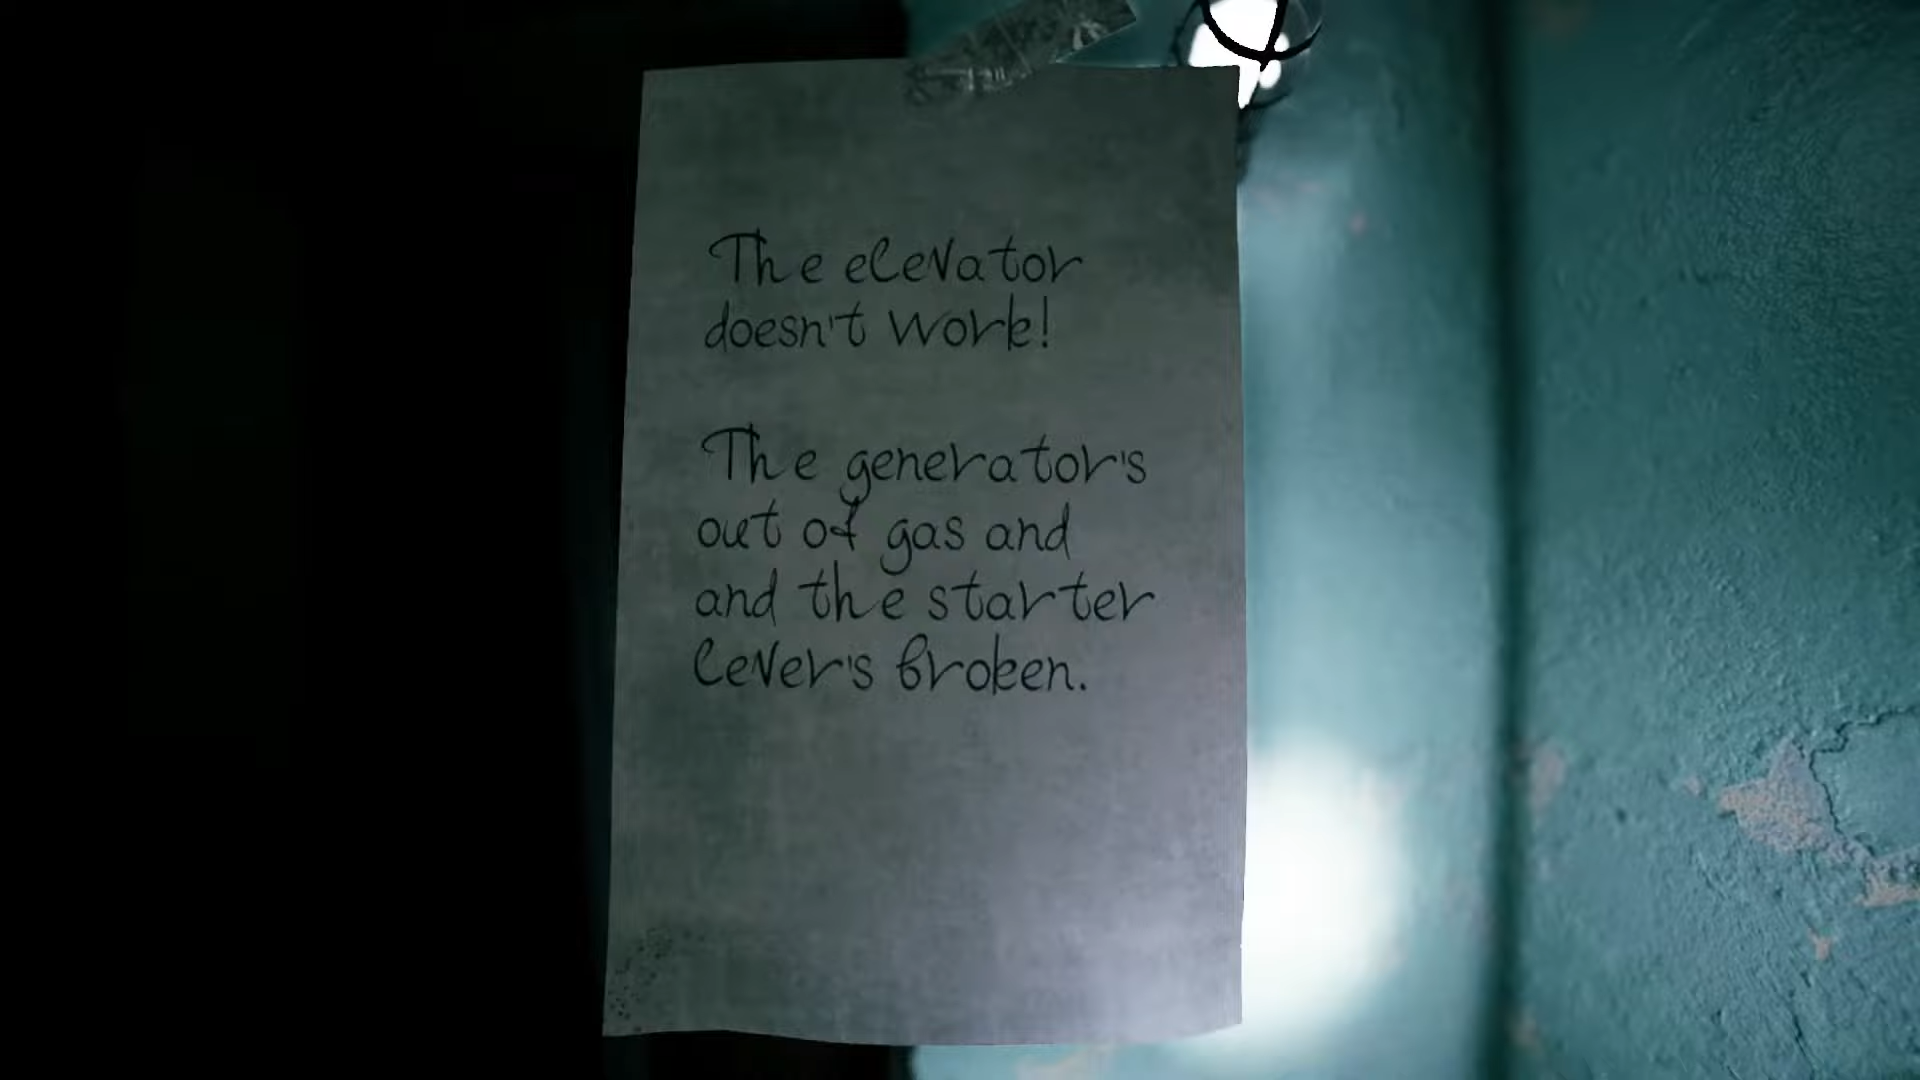 The elevator
doesn't work!
The generator's
out of gas and
and the starter
lever's broken.